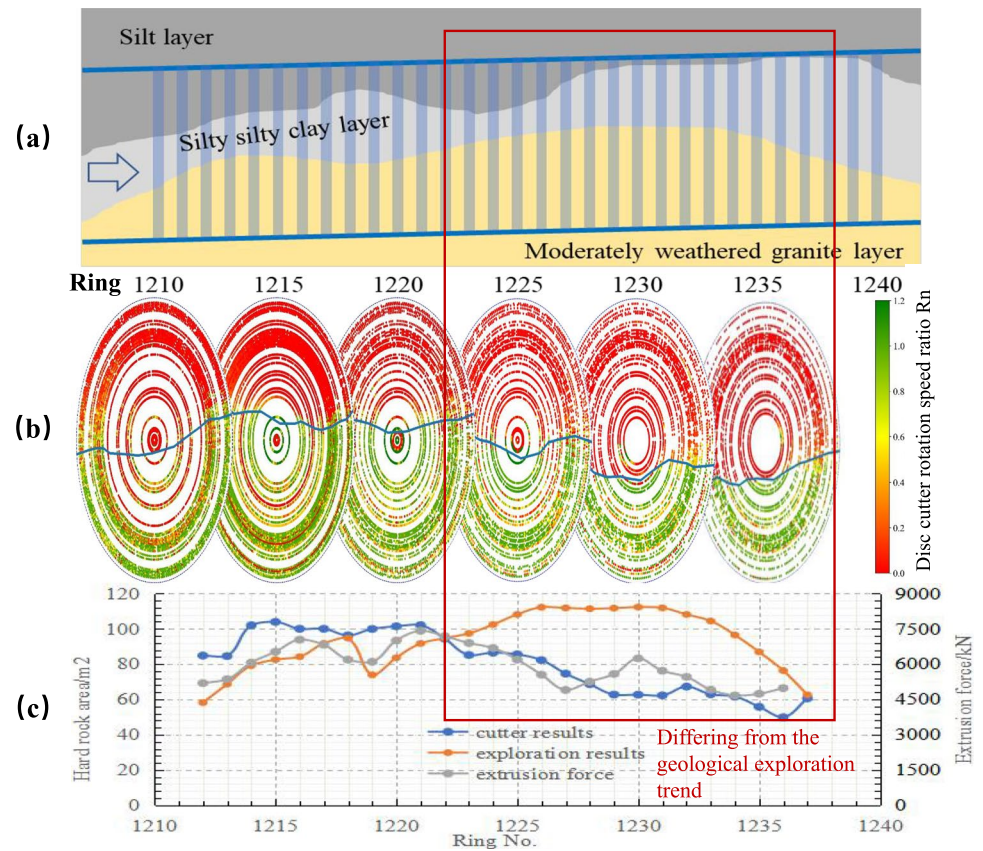 (a)
Silt layer
Silty silty clay layer
Moderately weathered granite layer
Ring 1210 1215 1220 1225 1230 1235 1240
(b)
1.2
1.0
0.8
0.6
0.4
0.2
0.0
Disc cutter rotation speed ratio Rn
(c)
Hard rock area/m2
120
100
80
60
40
20
0
9000
7500
6000
4500
3000
1500
0
Extrusion force/kN
cutter results
exploration results
extrusion force
Differing from the
geological exploration
trend
1210 1215 1220 1225 1230 1235 1240
Ring No.